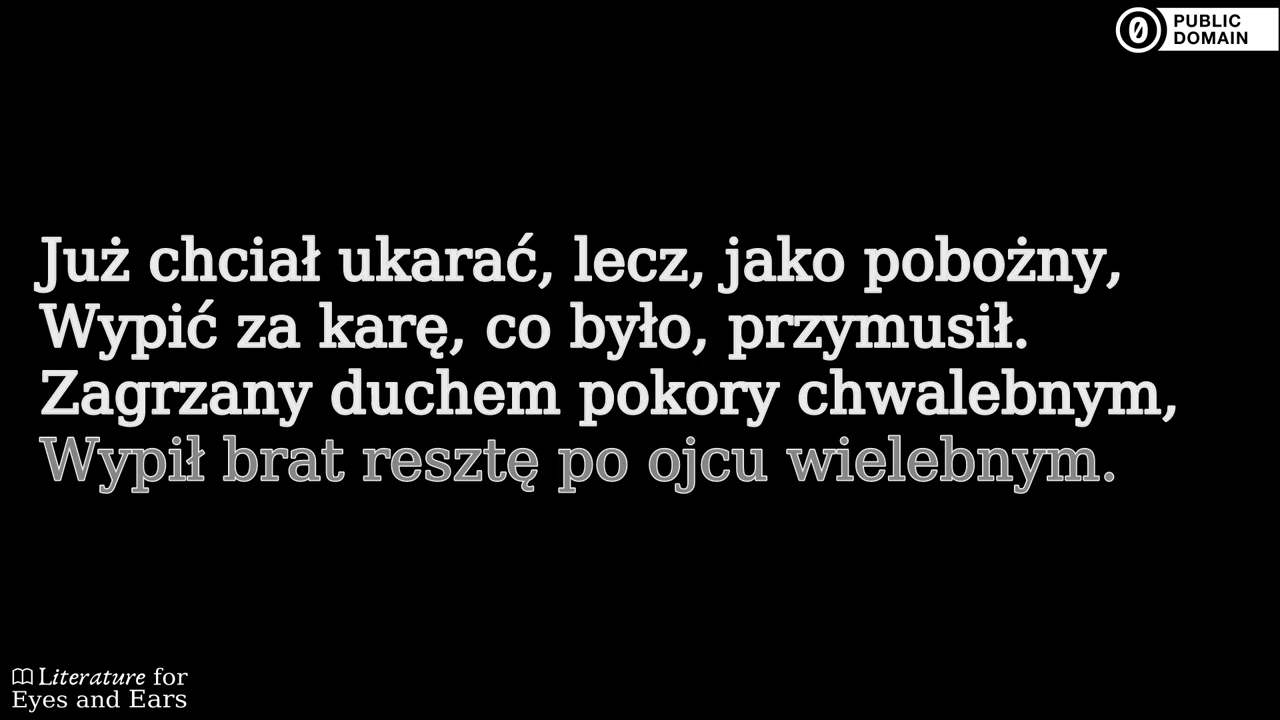 PUBLIC
DOMAIN
Już chciał ukarać, lecz, jako pobożny,
Wypić za karę, co było, przymusił.
Zagrzany duchem pokory chwalebnym,
Wypił brat resztę po ojcu wielebnym.
Literature for
Eyes and Ears